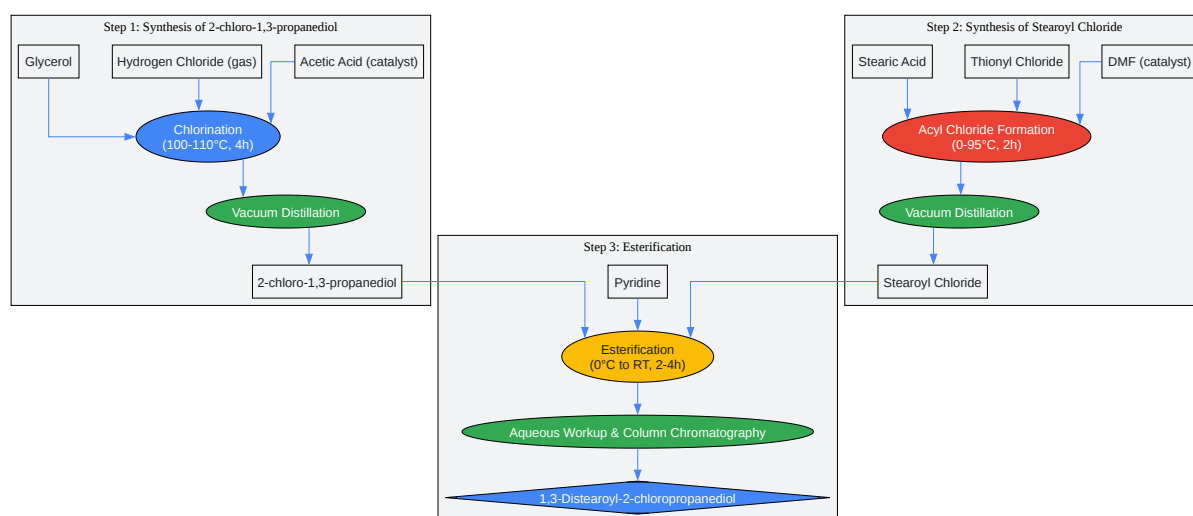 Step 1: Synthesis of 2-chloro-1,3-propanediol
Glycerol
Hydrogen Chloride (gas)
Acetic Acid (catalyst)
Chlorination
(100-110°C, 4h)
Vacuum Distillation
2-chloro-1,3-propanediol
Step 2: Synthesis of Stearoyl Chloride
Stearic Acid
Thionyl Chloride
DMF (catalyst)
Acyl Chloride Formation
(0-95°C, 2h)
Vacuum Distillation
Stearoyl Chloride
Step 3: Esterification
Pyridine
Esterification
(0°C to RT, 2-4h)
Aqueous Workup & Column Chromatography
1,3-Distearoyl-2-chloropropanediol